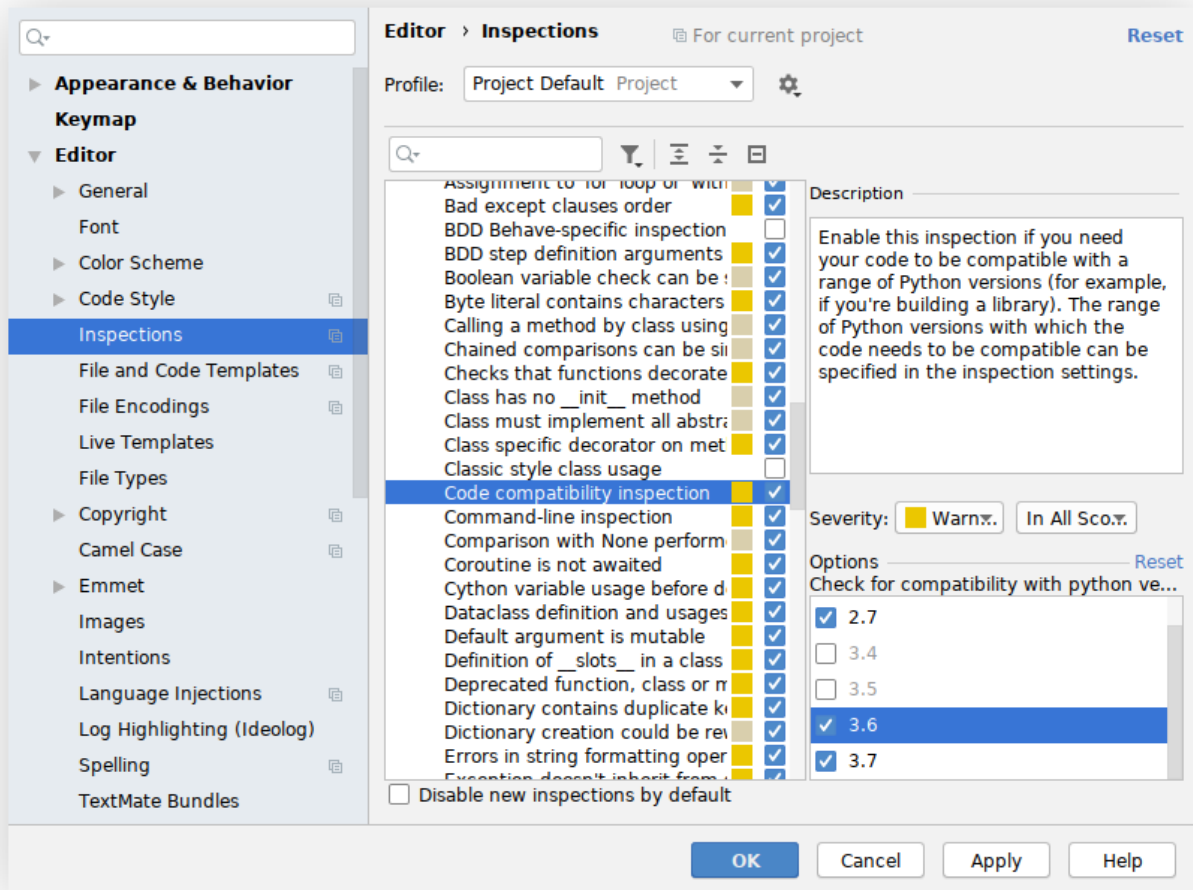 Editor › Inspections
For current project
Reset
Appearance & Behavior
Keymap
Editor
General
Font
Color Scheme
Code Style
Inspections
File and Code Templates
File Encodings
Live Templates
File Types
Copyright
Camel Case
Emmet
Images
Intentions
Language Injections
Log Highlighting (Ideolog)
Spelling
TextMate Bundles
Profile:
Project Default Project
Assignment to 'for' loop or 'with
Bad except clauses order
BDD Behave-specific inspection
BDD step definition arguments
Boolean variable check can be
Byte literal contains characters
Calling a method by class using
Chained comparisons can be
Checks that functions decorate
Class has no __init__ method
Class must implement all abstra
Class specific decorator on met
Classic style class usage
Code compatibility inspection
Command-line inspection
Comparison with None perform
Coroutine is not awaited
Cython variable usage before
Dataclass definition and usages
Default argument is mutable
Definition of __slots__ in a class
Deprecated function, class or
Dictionary contains duplicate
Dictionary creation could be
Errors in string formatting oper
Exception doesn't inherit from
Disable new inspections by default
Description
Enable this inspection if you need
your code to be compatible with a
range of Python versions (for example,
if you're building a library). The range
of Python versions with which the
code needs to be compatible can be
specified in the inspection settings.
Severity:
Warn...
In All Sco...
Options
Reset
Check for compatibility with python ve...
2.7
3.4
3.5
3.6
3.7
OK
Cancel
Apply
Help